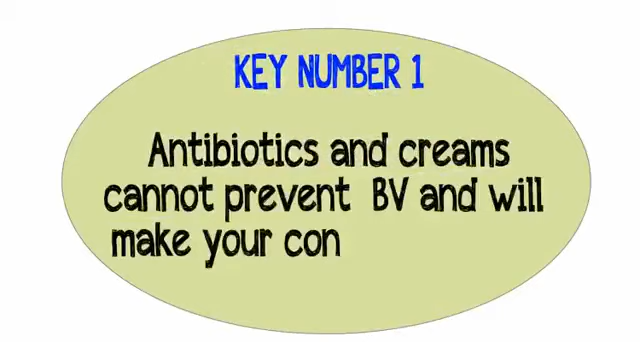 KEY NUMBER 1
Antibiotics and creams
cannot prevent BV and will
make your con